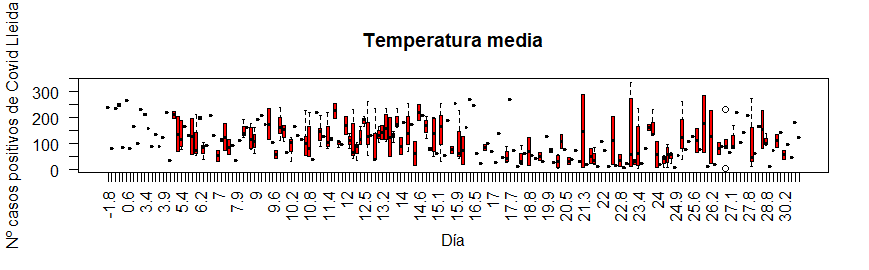 Temperatura media
Nº casos positivos de Covid Lleida
300
200
100
0
-1.8 0.6 3.4 3.9 5.4 6.2 7 7.9 9 9.6 10.2 10.8 11.4 12 12.5 13.2 14 14.6 15.1 15.9 16.5 17 17.7 18.8 19.5 20.5 21.3 22 22.8 23.4 24 24.9 25.6 26.2 27.1 27.8 28.8 30.2
Día